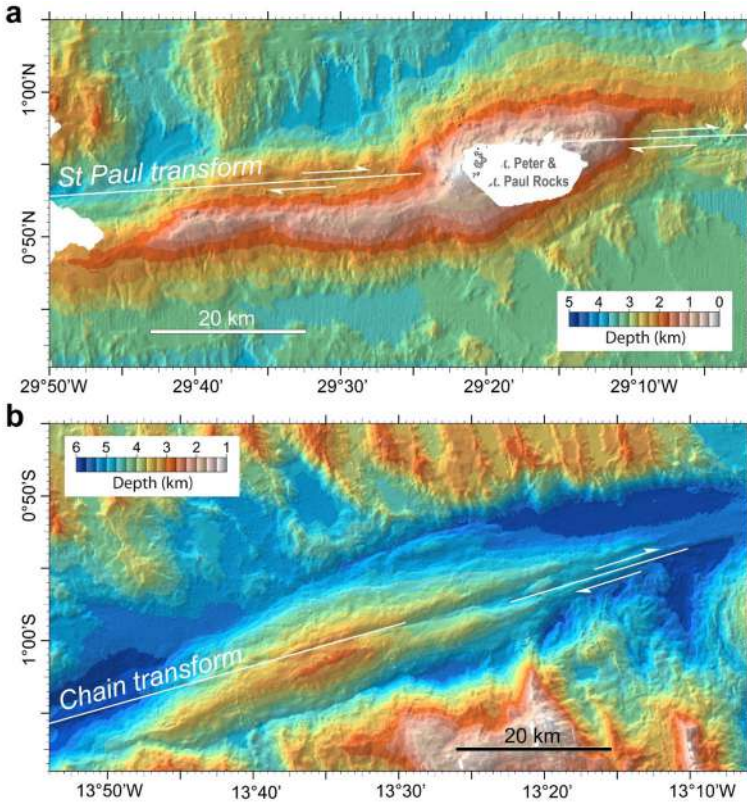 a
1°00'N
0°50'N
St Paul transform
St. Peter &
St. Paul Rocks
20 km
5 4 3 2 1 0
Depth (km)
29°50'W 29°40' 29°30' 29°20' 29°10'W
b
6 5 4 3 2 1
Depth (km)
0°50'S
1°00'S
Chain transform
20 km
13°50'W 13°40' 13°30' 13°20' 13°10'W